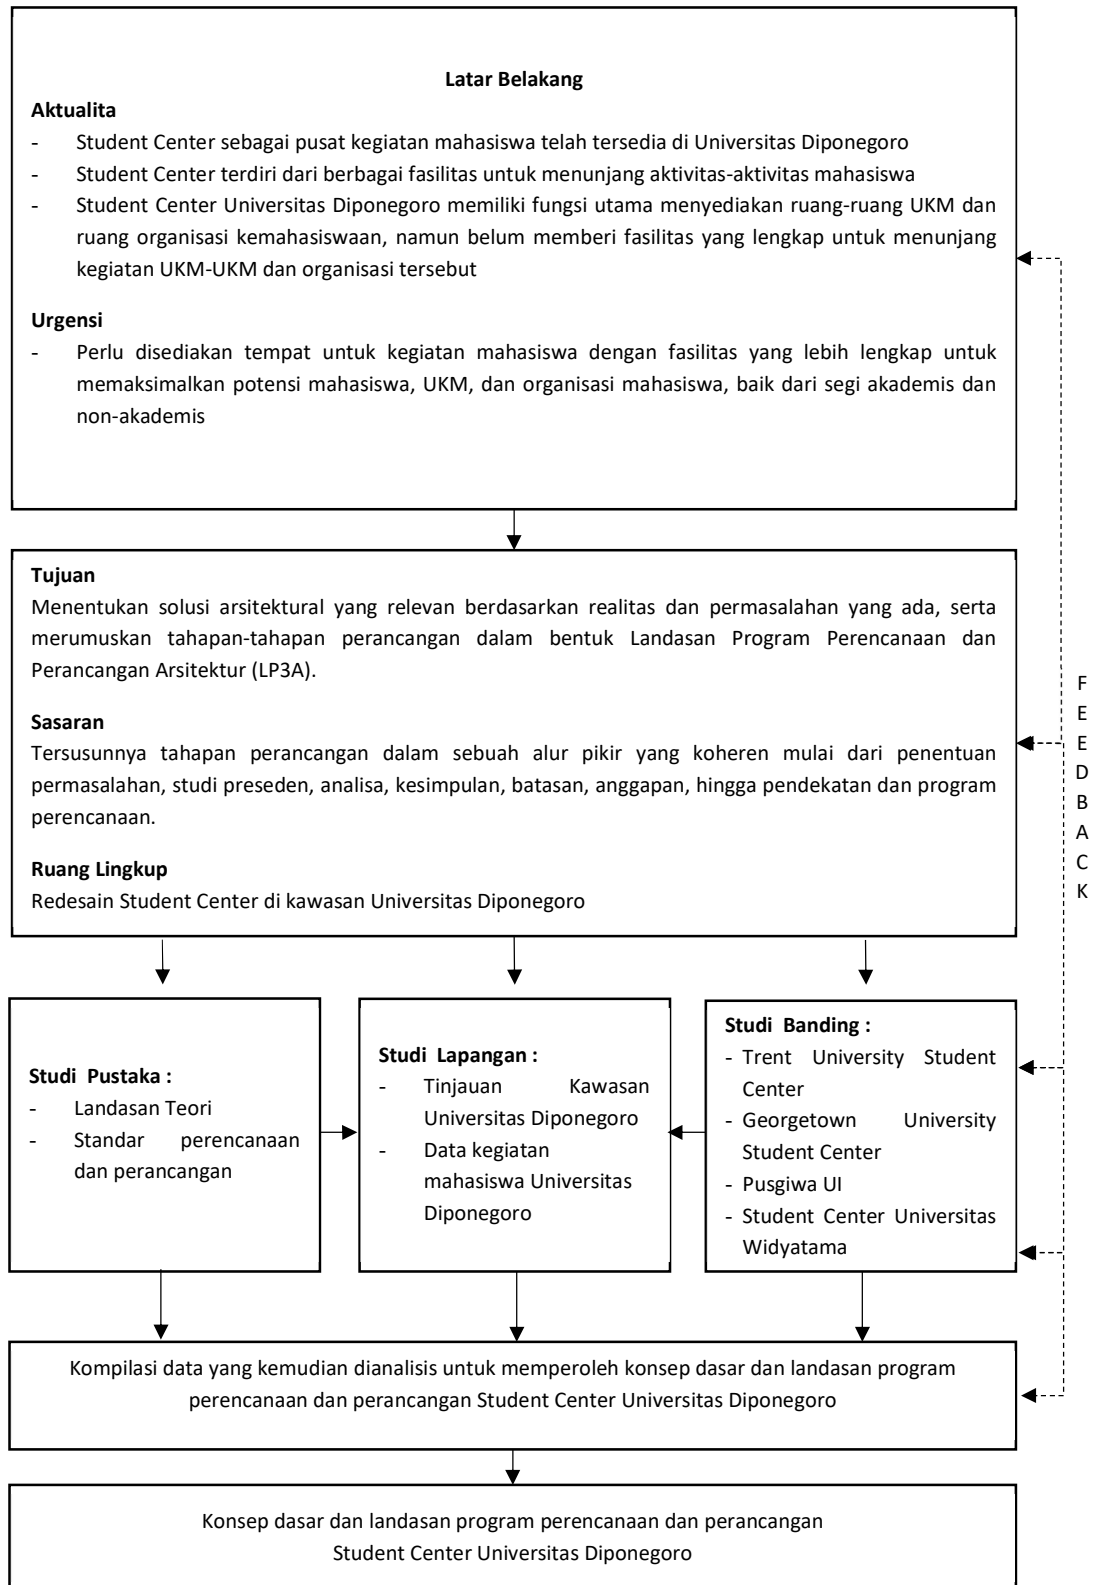 Latar Belakang
Aktualita
- Student Center sebagai pusat kegiatan mahasiswa telah tersedia di Universitas Diponegoro
- Student Center terdiri dari berbagai fasilitas untuk menunjang aktivitas-aktivitas mahasiswa
- Student Center Universitas Diponegoro memiliki fungsi utama menyediakan ruang-ruang UKM dan
ruang organisasi kemahasiswaan, namun belum memberi fasilitas yang lengkap untuk menunjang
kegiatan UKM-UKM dan organisasi tersebut
Urgensi
- Perlu disediakan tempat untuk kegiatan mahasiswa dengan fasilitas yang lebih lengkap untuk
memaksimalkan potensi mahasiswa, UKM, dan organisasi mahasiswa, baik dari segi akademis dan
non-akademis
Tujuan
Menentukan solusi arsitektural yang relevan berdasarkan realitas dan permasalahan yang ada, serta
merumuskan tahapan-tahapan perancangan dalam bentuk Landasan Program Perencanaan dan
Perancangan Arsitektur (LP3A).
Sasaran
Tersusunnya tahapan perancangan dalam sebuah alur pikir yang koheren mulai dari penentuan
permasalahan, studi preseden, analisa, kesimpulan, batasan, anggapan, hingga pendekatan dan program
perencanaan.
Ruang Lingkup
Redesain Student Center di kawasan Universitas Diponegoro
F
E
E
D
B
A
C
K
Studi Pustaka :
- Landasan Teori
- Standar perencanaan
dan perancangan
Studi Lapangan :
- Tinjauan Kawasan
Universitas Diponegoro
- Data kegiatan
mahasiswa Universitas
Diponegoro
Studi Banding :
- Trent University Student
Center
- Georgetown University
Student Center
- Pusgiwa UI
- Student Center Universitas
Widyatama
Kompilasi data yang kemudian dianalisis untuk memperoleh konsep dasar dan landasan program
perencanaan dan perancangan Student Center Universitas Diponegoro
Konsep dasar dan landasan program perencanaan dan perancangan
Student Center Universitas Diponegoro